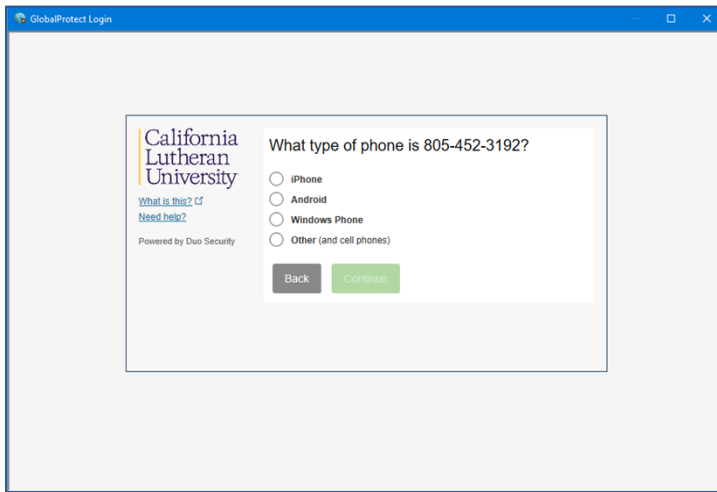 GlobalProtect Login
California
Lutheran
University
What is this?
Need help?
Powered by Duo Security
What type of phone is 805-452-3192?
iPhone
Android
Windows Phone
Other (and cell phones)
Back
Continue